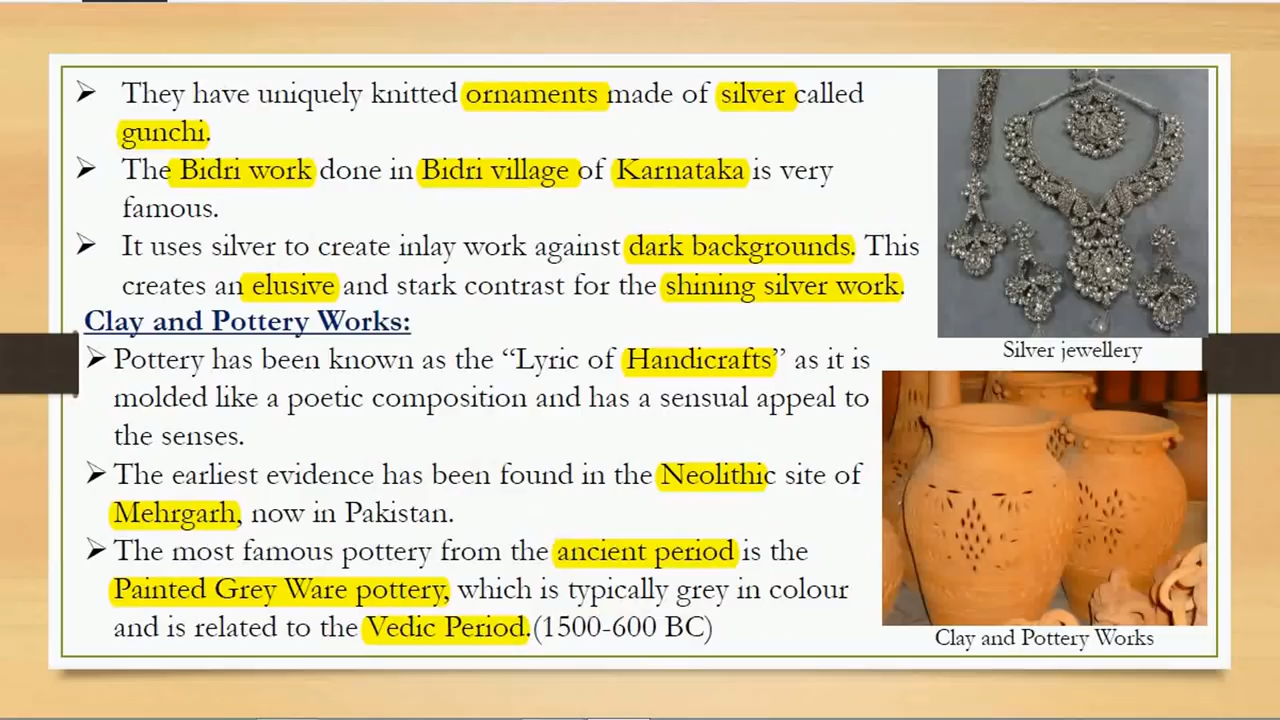 They have uniquely knitted ornaments made of silver called
gunchi.
The Bidri work done in Bidri village of Karnataka is very
famous.
It uses silver to create inlay work against dark backgrounds. This
creates an elusive and stark contrast for the shining silver work.
Silver jewellery
Clay and Pottery Works:
Pottery has been known as the “Lyric of Handicrafts” as it is
molded like a poetic composition and has a sensual appeal to
the senses.
The earliest evidence has been found in the Neolithic site of
Mehrgarh, now in Pakistan.
The most famous pottery from the ancient period is the
Painted Grey Ware pottery, which is typically grey in colour
and is related to the Vedic Period.(1500-600 BC)
Clay and Pottery Works